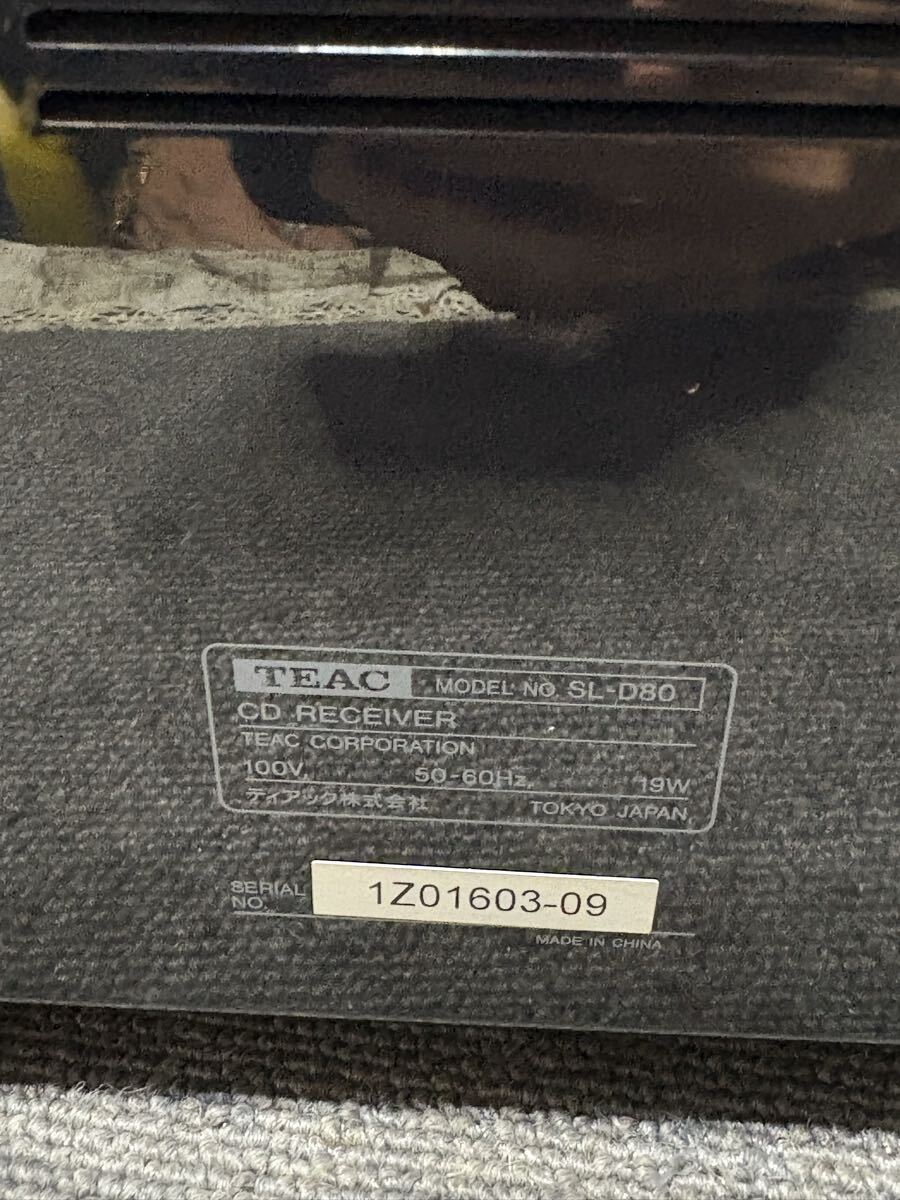 TEAC MODEL NO. SL-D80
CD RECEIVER
TEAC CORPORATION
100V, 50-60Hz, 19W
ティアック株式会社 TOKYO JAPAN
SERIAL NO. 1Z01603-09
MADE IN CHINA